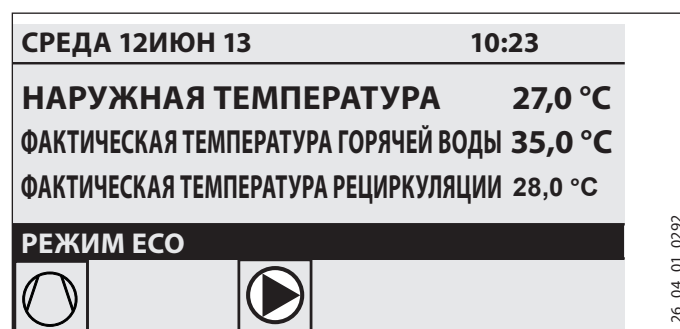 СРЕДА 12ИЮН 13 10:23
НАРУЖНАЯ ТЕМПЕРАТУРА 27,0 °C
ФАКТИЧЕСКАЯ ТЕМПЕРАТУРА ГОРЯЧЕЙ ВОДЫ 35,0 °C
ФАКТИЧЕСКАЯ ТЕМПЕРАТУРА РЕЦИРКУЛЯЦИИ 28,0 °C
РЕЖИМ ECO
26_04_01_0292